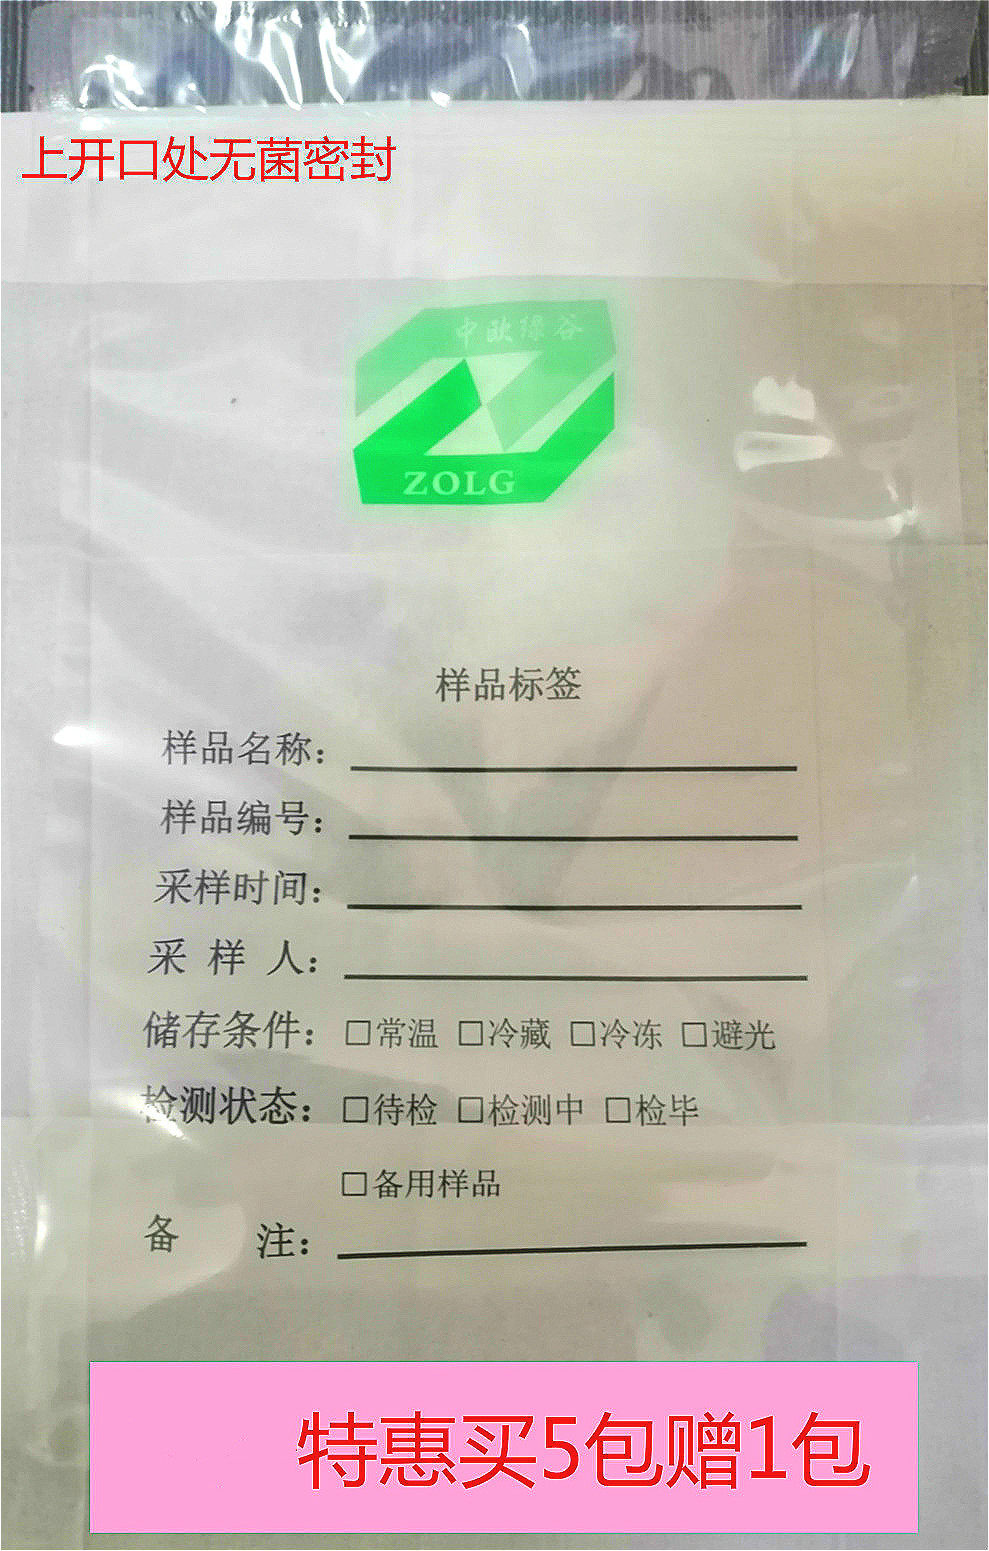 上开口处无菌密封
中欧绿谷
ZOLG
样品标签
样品名称：
样品编号：
采样时间：
采 样 人：
储存条件：□常温 □冷藏 □冷冻 □避光
检测状态：□待检 □检测中 □检毕
□备用样品
备 注：
特惠买5包赠1包